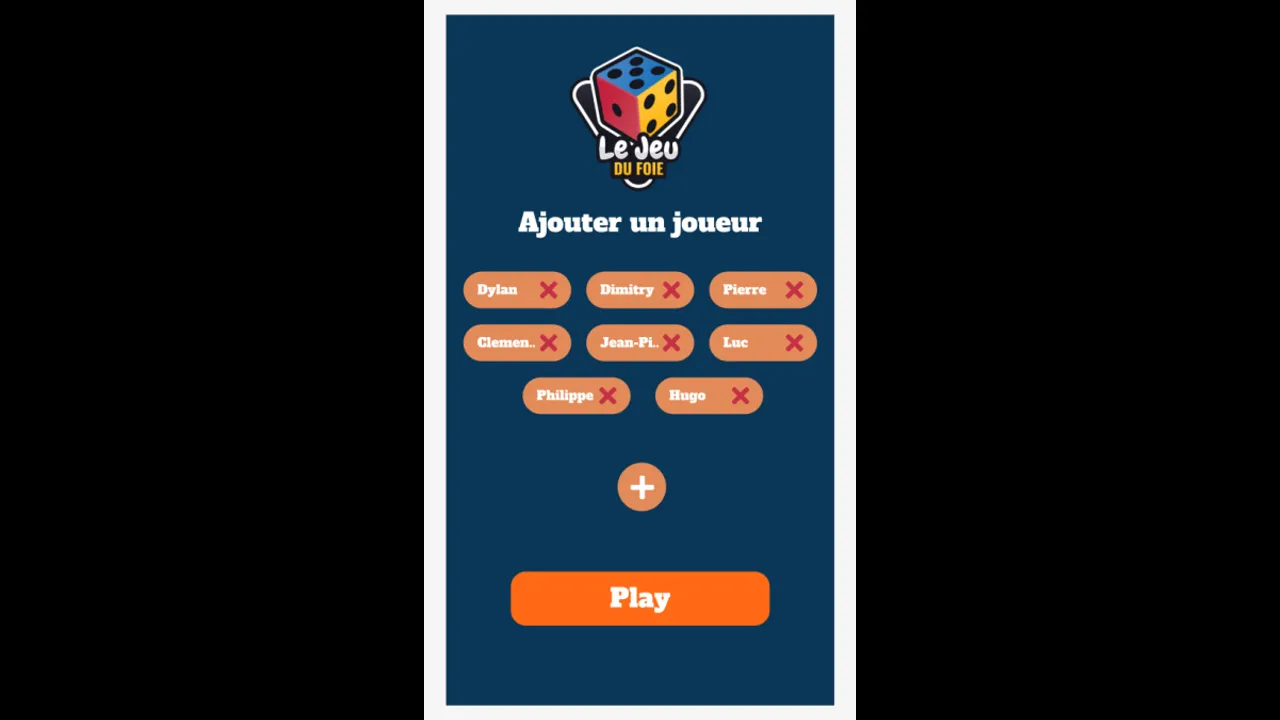 Le Jeu
DU FOIE
Ajouter un joueur
Dylan Dimitry Pierre
Clemen.. Jean-Pi.. Luc
Philippe Hugo
+
Play